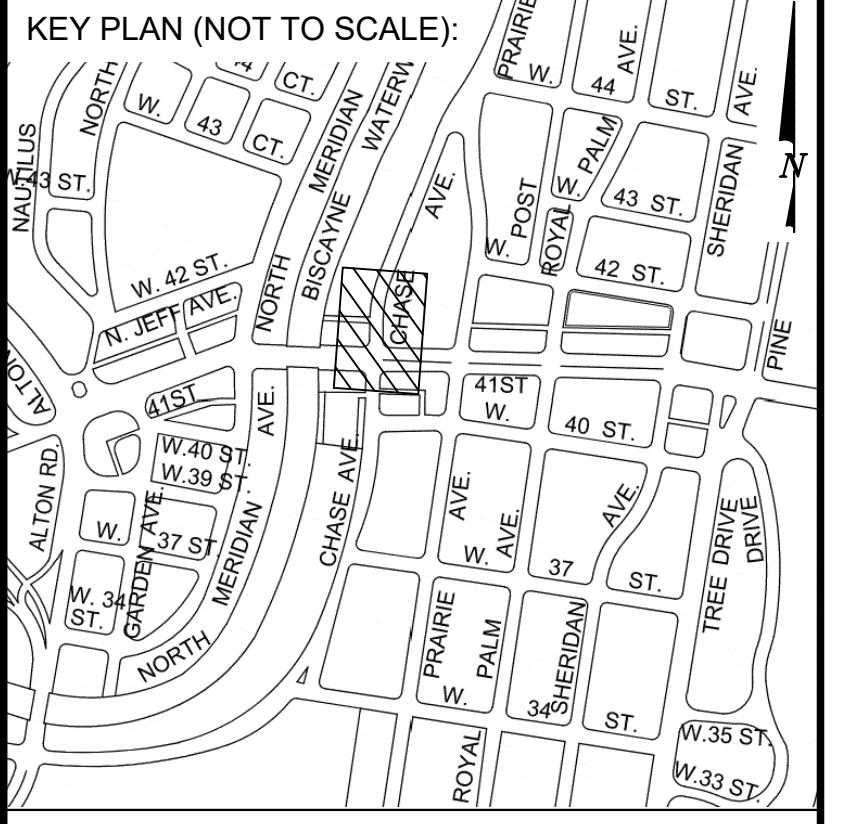 KEY PLAN (NOT TO SCALE):
PRAIRIE
W.
44
AVE.
ST.
AVE.
NORTH
W.
43
CT.
CT.
MERIDIAN
WATERW
N
NAUTILUS
W.43 ST.
PALM
W.
43 ST.
SHERIDAN
AVE.
POST
W.
ROYAL
42 ST.
W. 42 ST.
N. JEFF AVE.
NORTH
BISCAYNE
CHASE
PINE
ALTON
41ST
AVE.
41ST
W.
40 ST.
W.40 ST.
W.39 ST.
ALTON RD.
CHASE AVE.
AVE.
AVE.
AVE.
W.
GARDEN AVE.
37 ST.
MERIDIAN
W.
37
ST.
TREE DRIVE
DRIVE
W. 34
ST.
NORTH
PRAIRIE
PALM
W.
SHERIDAN
34
ST.
ROYAL
W.35 ST.
W.33 ST.